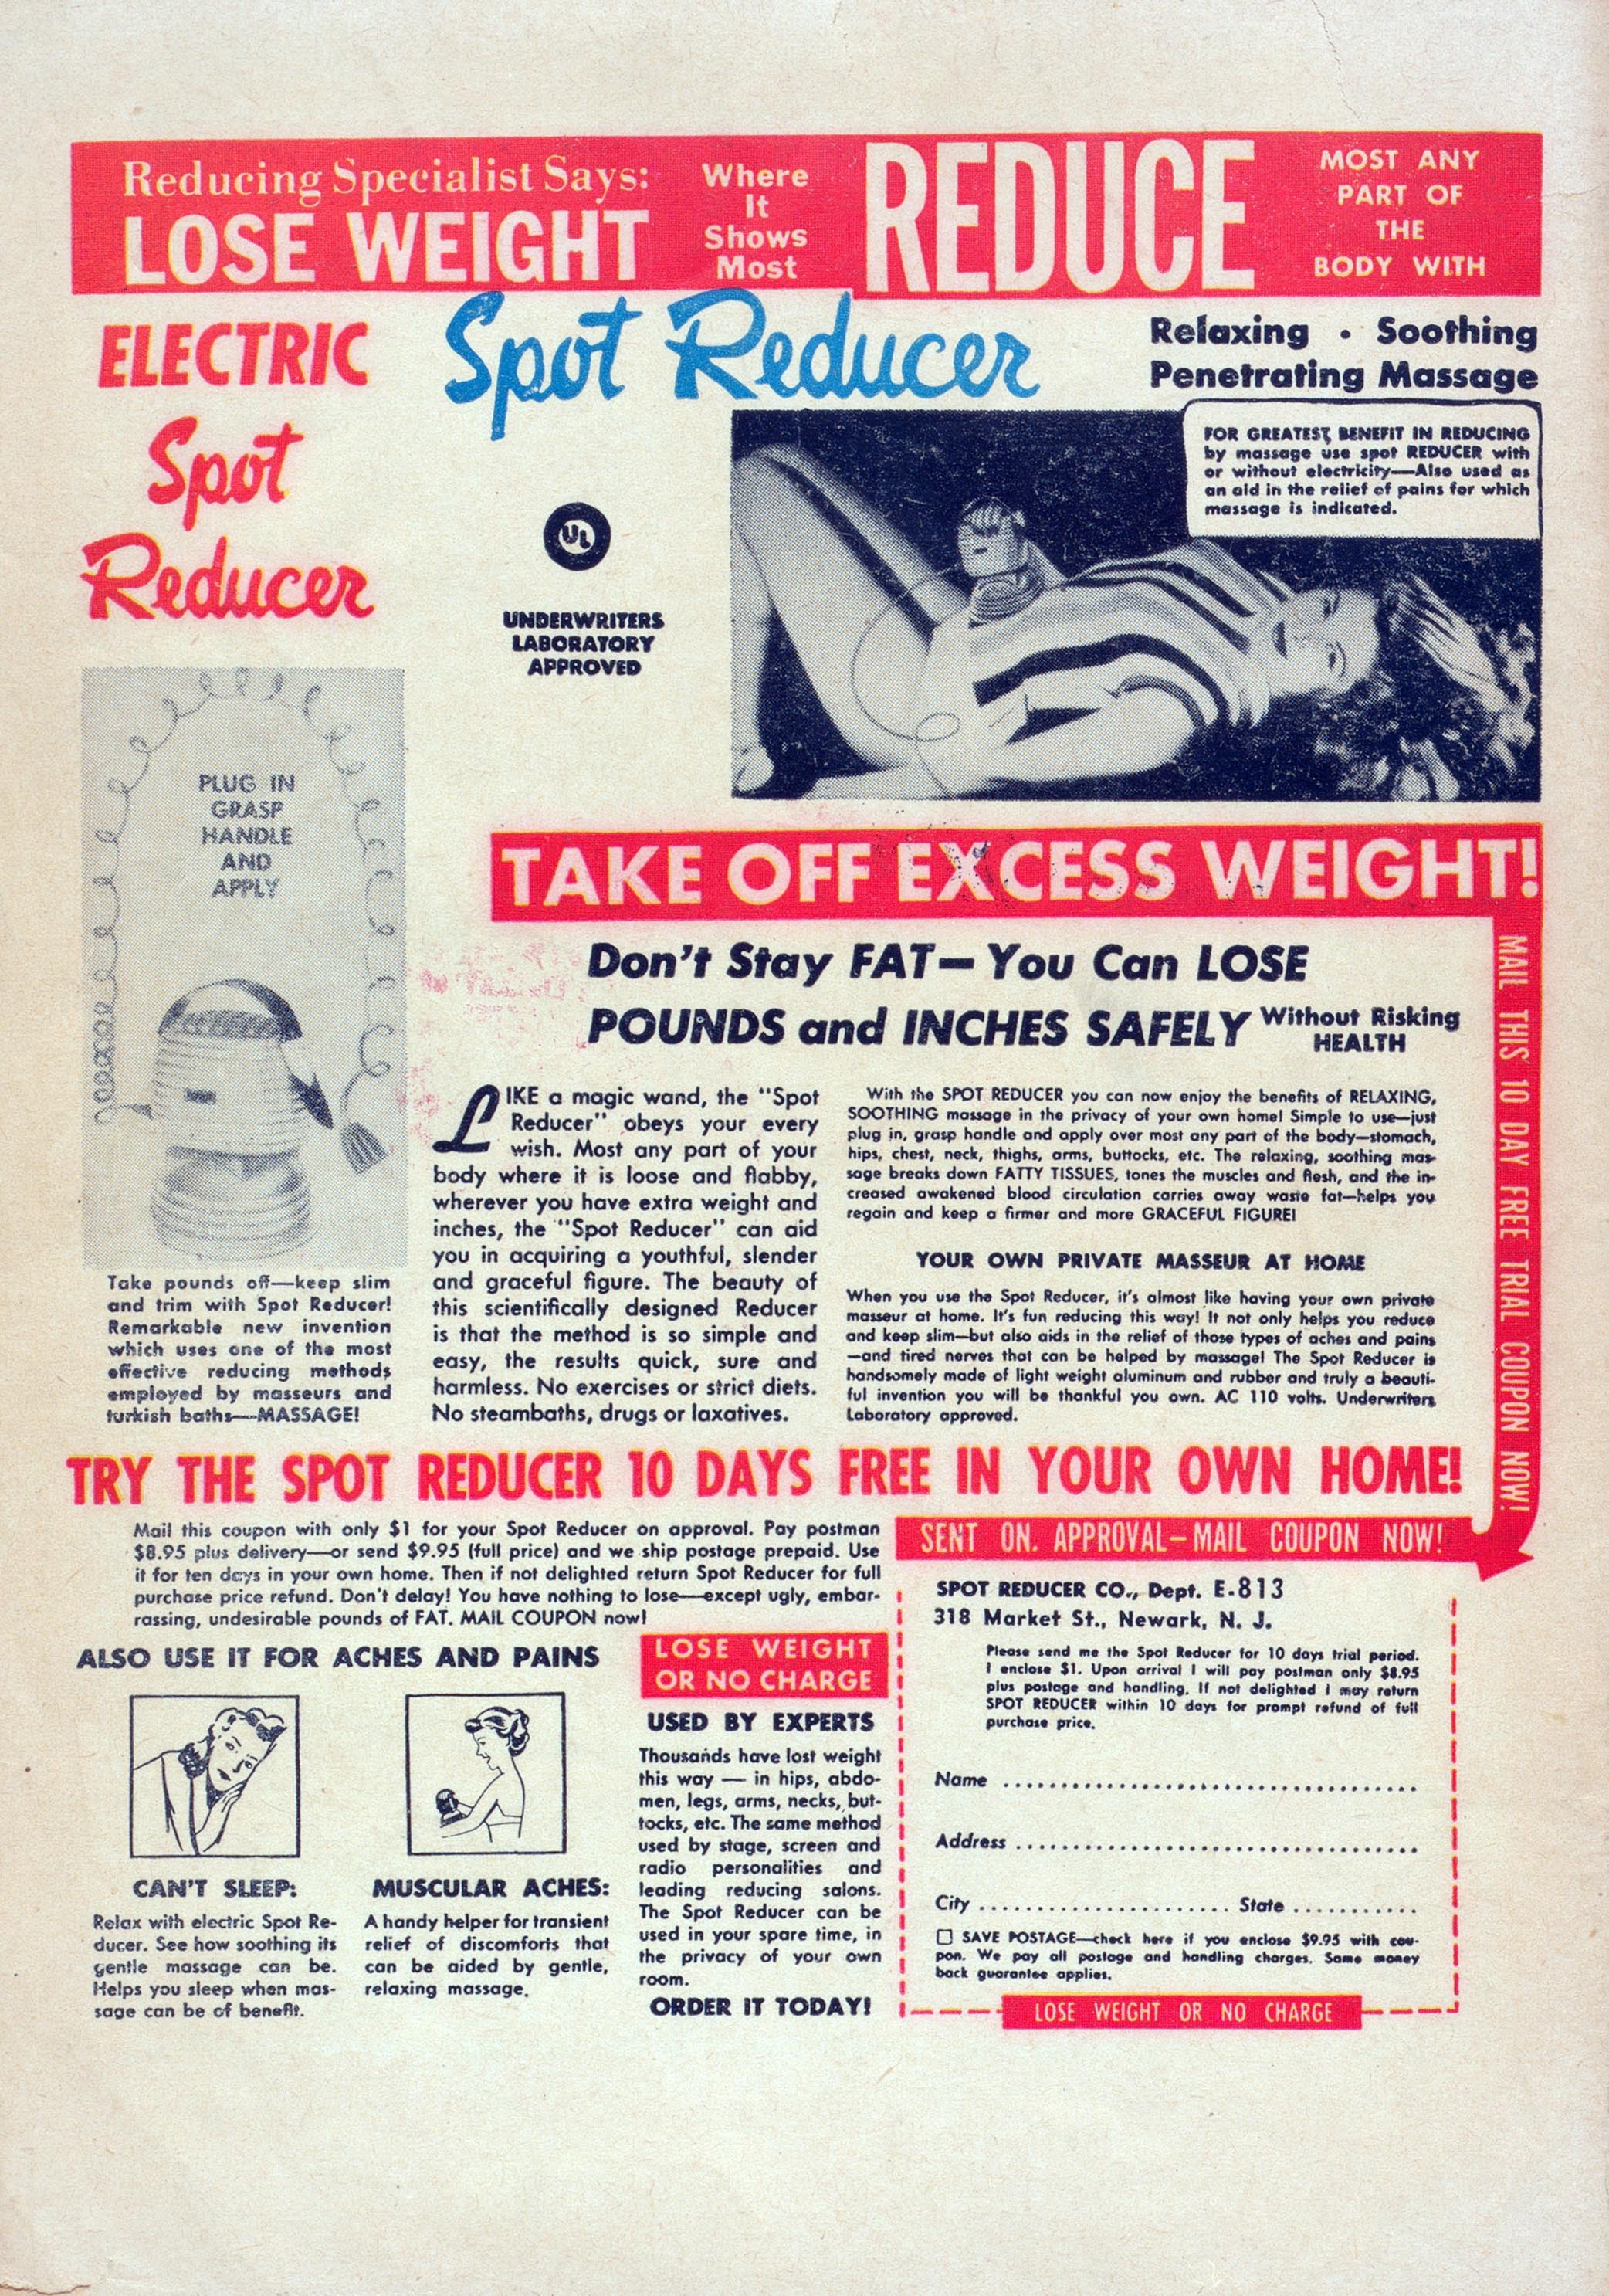 Reducing Specialist Says:
LOSE WEIGHT
Where
It
Shows
Most
REDUCE
MOST ANY
PART OF
THE
BODY WITH
ELECTRIC
Spot
Reducer
Spot Reducer
Relaxing • Soothing
Penetrating Massage
UL
UNDERWRITERS
LABORATORY
APPROVED
FOR GREATEST BENEFIT IN REDUCING
by massage use spot REDUCER with
or without electricity—Also used as
an aid in the relief of pains for which
massage is indicated.
PLUG IN
GRASP
HANDLE
AND
APPLY
Take pounds off—keep slim
and trim with Spot Reducer!
Remarkable new invention
which uses one of the most
effective reducing methods
employed by masseurs and
turkish baths—MASSAGE!
TAKE OFF EXCESS WEIGHT!
Don't Stay FAT—You Can LOSE
POUNDS and INCHES SAFELY Without Risking
HEALTH
MAIL THIS 10 DAY FREE TRIAL COUPON NOW!
LIKE a magic wand, the "Spot
Reducer" obeys your every
wish. Most any part of your
body where it is loose and flabby,
wherever you have extra weight and
inches, the "Spot Reducer" can aid
you in acquiring a youthful, slender
and graceful figure. The beauty of
this scientifically designed Reducer
is that the method is so simple and
easy, the results quick, sure and
harmless. No exercises or strict diets.
No steambaths, drugs or laxatives.
With the SPOT REDUCER you can now enjoy the benefits of RELAXING,
SOOTHING massage in the privacy of your own home! Simple to use—just
plug in, grasp handle and apply over most any part of the body—stomach,
hips, chest, neck, thighs, arms, buttocks, etc. The relaxing, soothing mas-
sage breaks down FATTY TISSUES, tones the muscles and flesh, and the in-
creased awakened blood circulation carries away waste fat—helps you
regain and keep a firmer and more GRACEFUL FIGURE!
YOUR OWN PRIVATE MASSEUR AT HOME
When you use the Spot Reducer, it's almost like having your own private
masseur at home. It's fun reducing this way! It not only helps you reduce
and keep slim—but also aids in the relief of those types of aches and pains
—and tired nerves that can be helped by massage! The Spot Reducer is
handsomely made of light weight aluminum and rubber and truly a beauti-
ful invention you will be thankful you own. AC 110 volts. Underwriters
Laboratory approved.
TRY THE SPOT REDUCER 10 DAYS FREE IN YOUR OWN HOME!
Mail this coupon with only $1 for your Spot Reducer on approval. Pay postman
$8.95 plus delivery—or send $9.95 (full price) and we ship postage prepaid. Use
it for ten days in your own home. Then if not delighted return Spot Reducer for full
purchase price refund. Don't delay! You have nothing to lose—except ugly, embar-
rassing, undesirable pounds of FAT. MAIL COUPON now!
ALSO USE IT FOR ACHES AND PAINS
CAN'T SLEEP:
Relax with electric Spot Re-
ducer. See how soothing its
gentle massage can be.
Helps you sleep when mas-
sage can be of benefit.
MUSCULAR ACHES:
A handy helper for transient
relief of discomforts that
can be aided by gentle,
relaxing massage.
LOSE WEIGHT
OR NO CHARGE
USED BY EXPERTS
Thousands have lost weight
this way — in hips, abdo-
men, legs, arms, necks, but-
tocks, etc. The same method
used by stage, screen and
radio personalities and
leading reducing salons.
The Spot Reducer can be
used in your spare time, in
the privacy of your own
room.
ORDER IT TODAY!
SENT ON. APPROVAL—MAIL COUPON NOW!
SPOT REDUCER CO., Dept. E-813
318 Market St., Newark, N. J.
Please send me the Spot Reducer for 10 days trial period.
I enclose $1. Upon arrival I will pay postman only $8.95
plus postage and handling. If not delighted I may return
SPOT REDUCER within 10 days for prompt refund of full
purchase price.
Name ......................................
Address ....................................
City ....................... State ............
☐ SAVE POSTAGE—check here if you enclose $9.95 with cou-
pon. We pay all postage and handling charges. Same money
back guarantee applies.
LOSE WEIGHT OR NO CHARGE